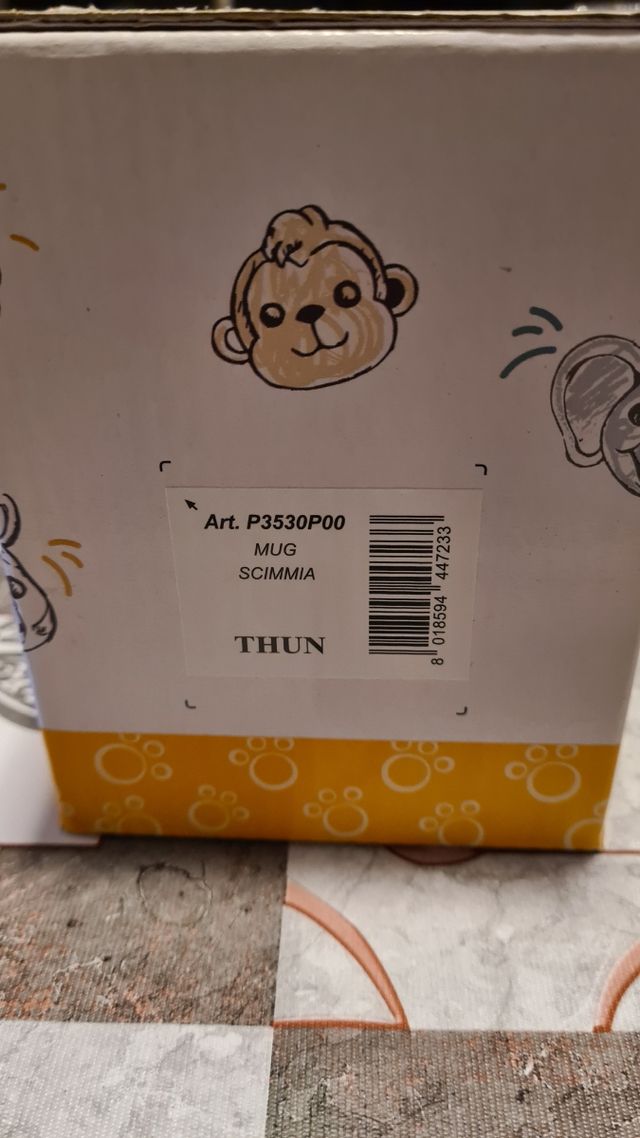 Art. P3530P00
MUG
SCIMMIA
THUN
8 018594 447233